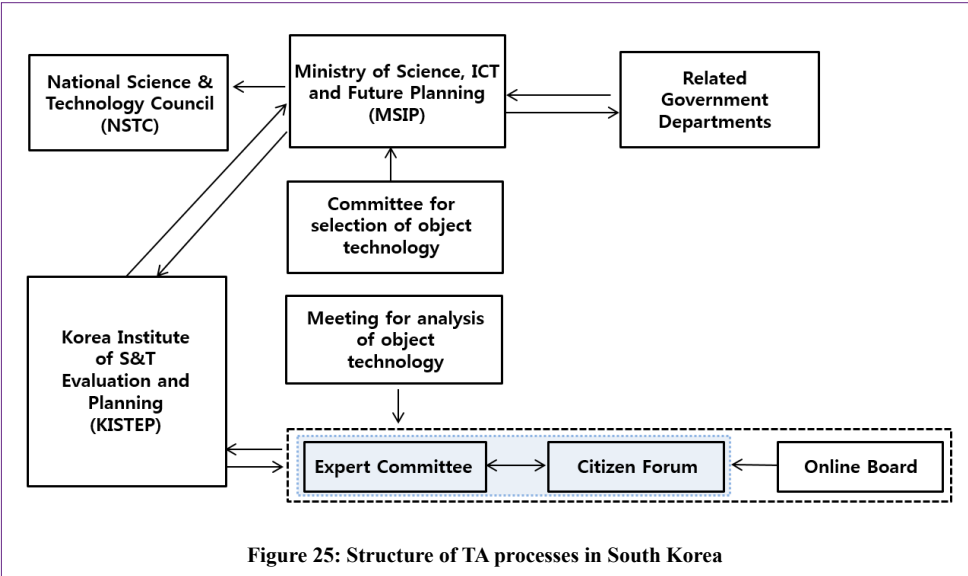 National Science &
Technology Council
(NSTC)
Ministry of Science, ICT
and Future Planning
(MSIP)
Related
Government
Departments
Committee for
selection of object
technology
Korea Institute
of S&T
Evaluation and
Planning
(KISTEP)
Meeting for analysis
of object
technology
Expert Committee
Citizen Forum
Online Board
Figure 25: Structure of TA processes in South Korea